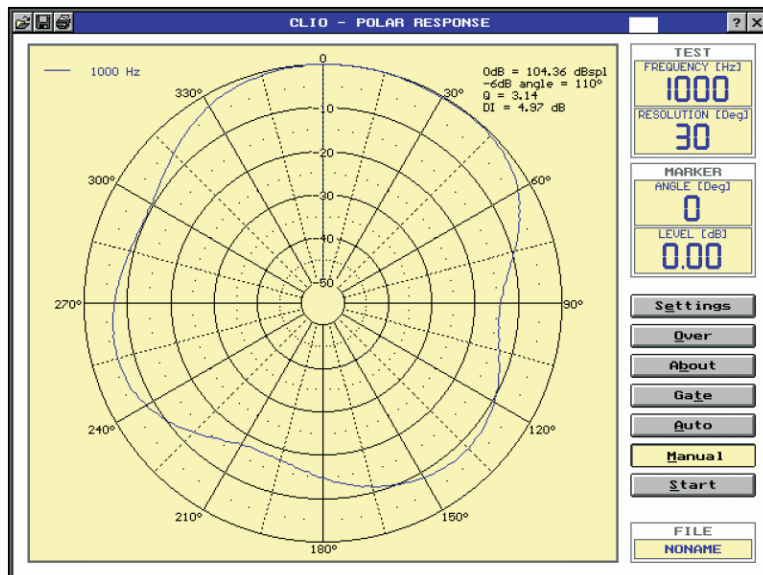 CLIO - POLAR RESPONSE
? X
1000 Hz
0dB = 104.36 dBspl
-6dB angle = 110°
Q = 3.14
DI = 4.97 dB
0
30°
60°
90°
120°
150°
180°
210°
240°
270°
300°
330°
-10
-20
-30
-40
-50
TEST
FREQUENCY [Hz]
1000
RESOLUTION [Deg]
30
MARKER
ANGLE [Deg]
0
LEVEL [dB]
0.00
Settings
Over
About
Gate
Auto
Manual
Start
FILE
NONAME